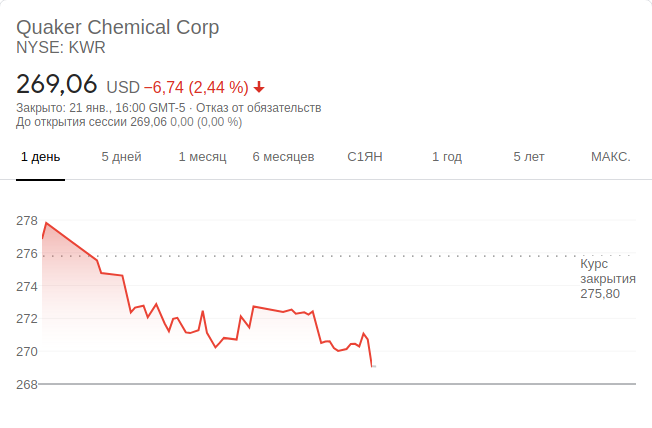 Quaker Chemical Corp
NYSE: KWR
269,06 USD −6,74 (2,44 %)
Закрыто: 21 янв., 16:00 GMT-5 · Отказ от обязательств
До открытия сессии 269,06 0,00 (0,00 %)
1 день 5 дней 1 месяц 6 месяцев С1ЯН 1 год 5 лет МАКС.
278
276
Курс
закрытия
275,80
274
272
270
268